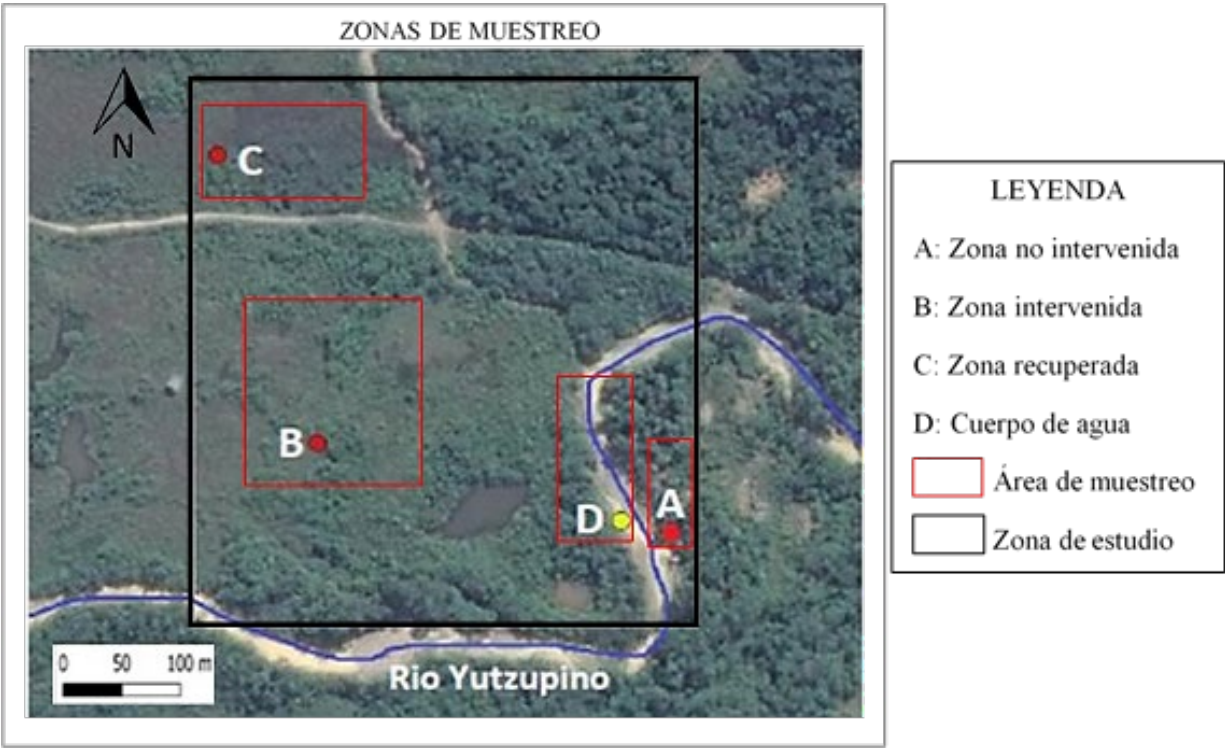 ZONAS DE MUESTREO
N
C
B
D
A
0 50 100 m
Rio Yutzupino
LEYENDA
A: Zona no intervenida
B: Zona intervenida
C: Zona recuperada
D: Cuerpo de agua
Área de muestreo
Zona de estudio